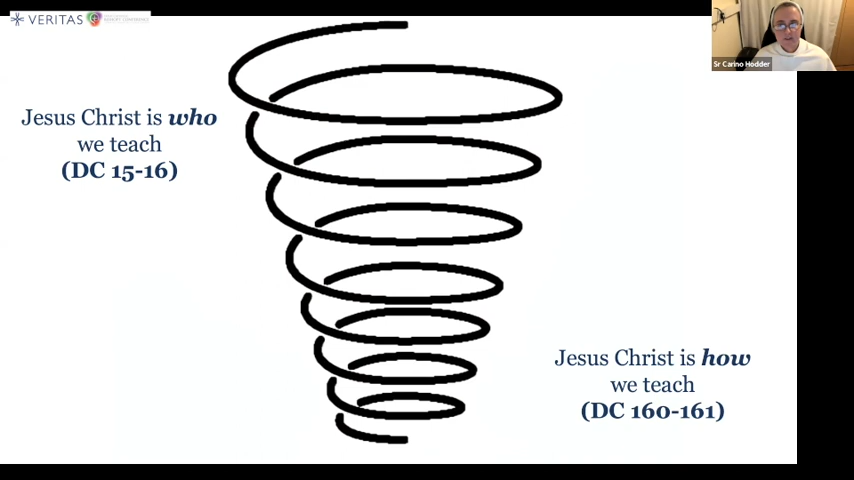 VERITAS
Sr Carino Hodder
Jesus Christ is who
we teach
(DC 15-16)
Jesus Christ is how
we teach
(DC 160-161)